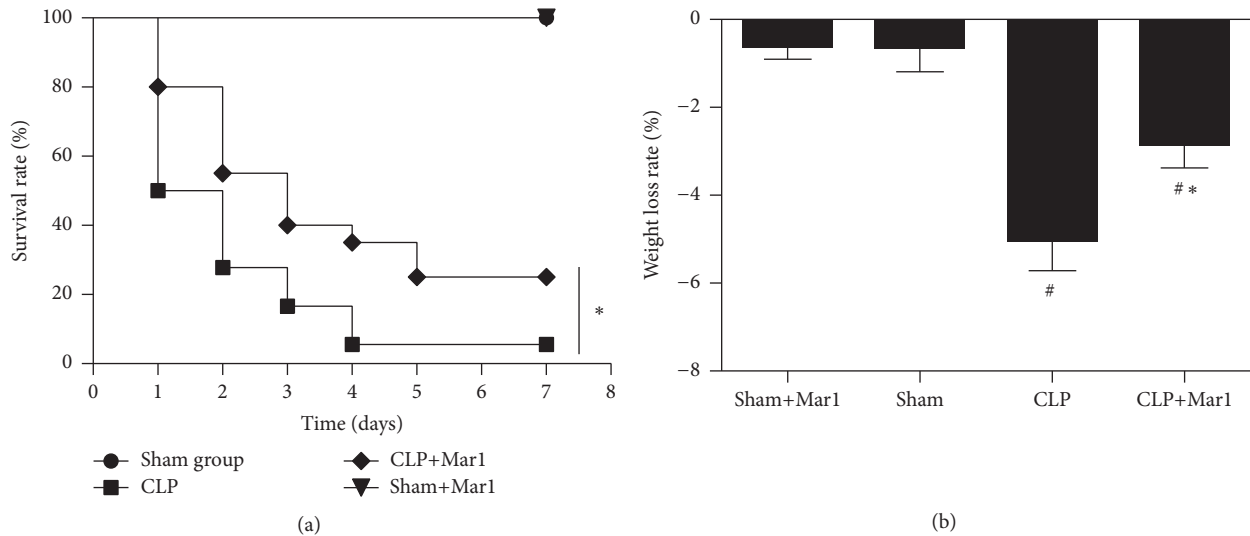 100
80
60
40
20
0
Survival rate (%)
0 1 2 3 4 5 6 7 8
Time (days)
*
Sham group
CLP
CLP+Mar1
Sham+Mar1
(a)
0
−2
−4
−6
−8
Weight loss rate (%)
#
# *
Sham+Mar1 Sham CLP CLP+Mar1
(b)